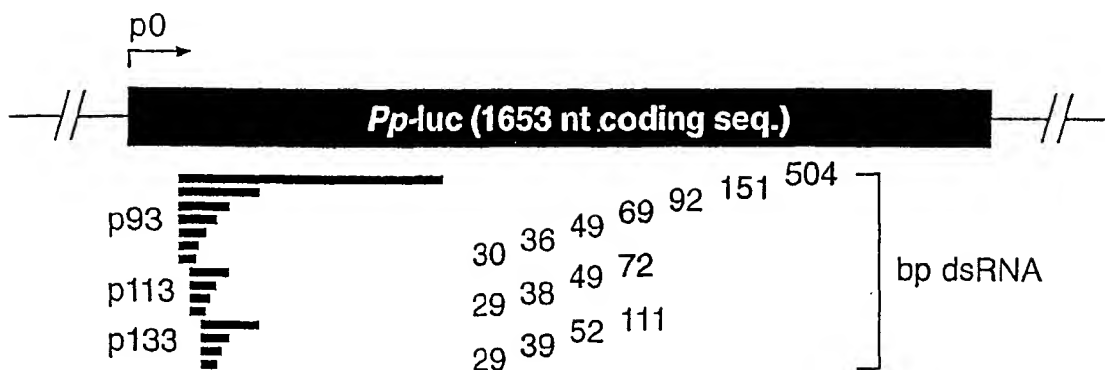 p0
Pp-luc (1653 nt coding seq.)
p93
30 36 49 69 92 151 504
p113
29 38 49 72
p133
29 39 52 111
bp dsRNA